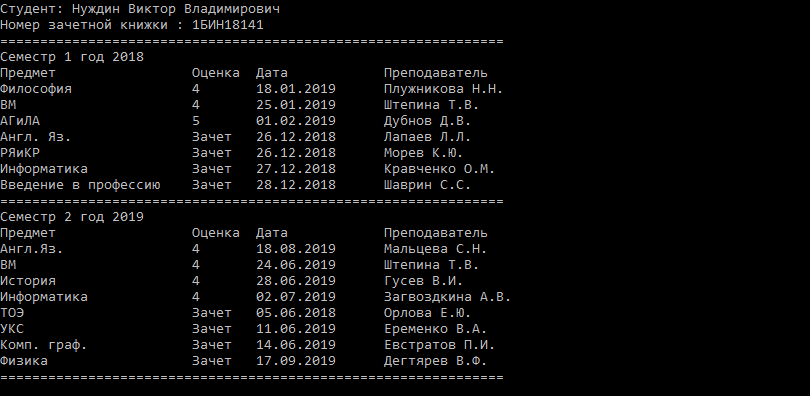 Студент: Нуждин Виктор Владимирович
Номер зачетной книжки : 1БИН18141
===============================================================
Семестр 1 год 2018
Предмет                 Оценка  Дата            Преподаватель
Философия               4       18.01.2019      Плужникова Н.Н.
ВМ                      4       25.01.2019      Штепина Т.В.
АГиЛА                   5       01.02.2019      Дубнов Д.В.
Англ. Яз.               Зачет   26.12.2018      Лапаев Л.Л.
РЯиКР                   Зачет   26.12.2018      Морев К.Ю.
Информатика             Зачет   27.12.2018      Кравченко О.М.
Введение в профессию    Зачет   28.12.2018      Шаврин С.С.
===============================================================
Семестр 2 год 2019
Предмет                 Оценка  Дата            Преподаватель
Англ.Яз.                4       18.08.2019      Мальцева С.Н.
ВМ                      4       24.06.2019      Штепина Т.В.
История                 4       28.06.2019      Гусев В.И.
Информатика             4       02.07.2019      Загвоздкина А.В.
ТОЭ                     Зачет   05.06.2018      Орлова Е.Ю.
УКС                     Зачет   11.06.2019      Еременко В.А.
Комп. граф.             Зачет   14.06.2019      Евстратов П.И.
Физика                  Зачет   17.09.2019      Дегтярев В.Ф.
===============================================================